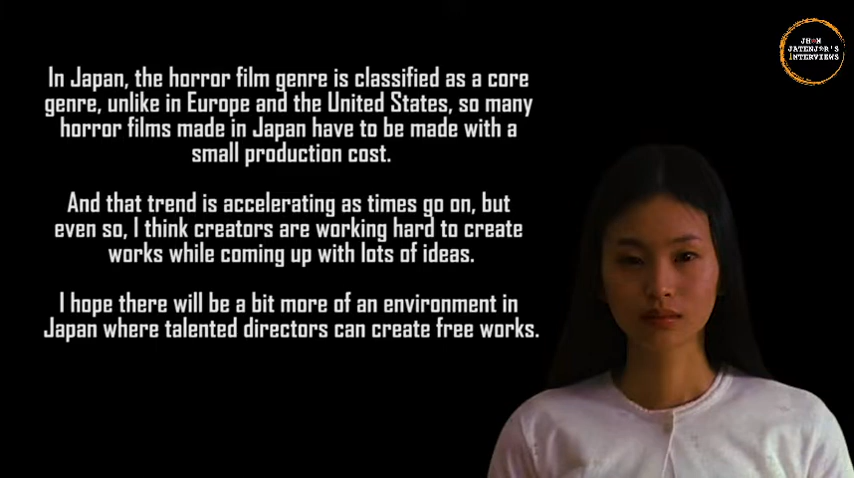 JH●N
JATENJ●R'S
INTERVIEWS
In Japan, the horror film genre is classified as a core
genre, unlike in Europe and the United States, so many
horror films made in Japan have to be made with a
small production cost.
And that trend is accelerating as times go on, but
even so, I think creators are working hard to create
works while coming up with lots of ideas.
I hope there will be a bit more of an environment in
Japan where talented directors can create free works.